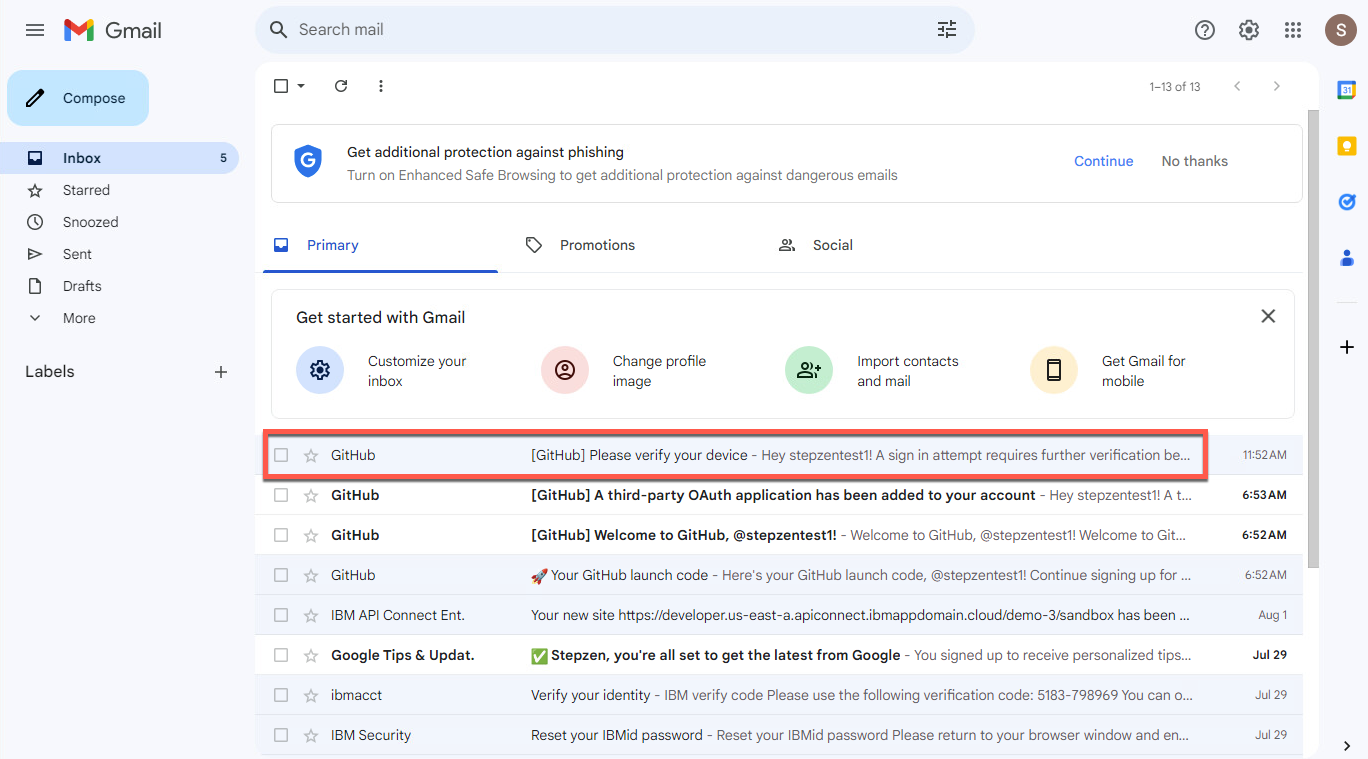 Gmail
Search mail
S
Compose
1–13 of 13
31
Inbox 5
Starred
Snoozed
Sent
Drafts
More
Labels
G
Get additional protection against phishing
Turn on Enhanced Safe Browsing to get additional protection against dangerous emails
Continue No thanks
Primary Promotions Social
Get started with Gmail
Customize your
inbox
Change profile
image
Import contacts
and mail
Get Gmail for
mobile
GitHub [GitHub] Please verify your device - Hey stepzentest1! A sign in attempt requires further verification be... 11:52 AM
GitHub [GitHub] A third-party OAuth application has been added to your account - Hey stepzentest1! A t... 6:53 AM
GitHub [GitHub] Welcome to GitHub, @stepzentest1! - Welcome to GitHub, @stepzentest1! Welcome to Git... 6:52 AM
GitHub 🚀 Your GitHub launch code - Here's your GitHub launch code, @stepzentest1! Continue signing up for ... 6:52 AM
IBM API Connect Ent. Your new site https://developer.us-east-a.apiconnect.ibmappdomain.cloud/demo-3/sandbox has been ... Aug 1
Google Tips & Updat. ✅ Stepzen, you're all set to get the latest from Google - You signed up to receive personalized tips... Jul 29
ibmacct Verify your identity - IBM verify code Please use the following verification code: 5183-798969 You can o... Jul 29
IBM Security Reset your IBMid password - Reset your IBMid password Please return to your browser window and en... Jul 29